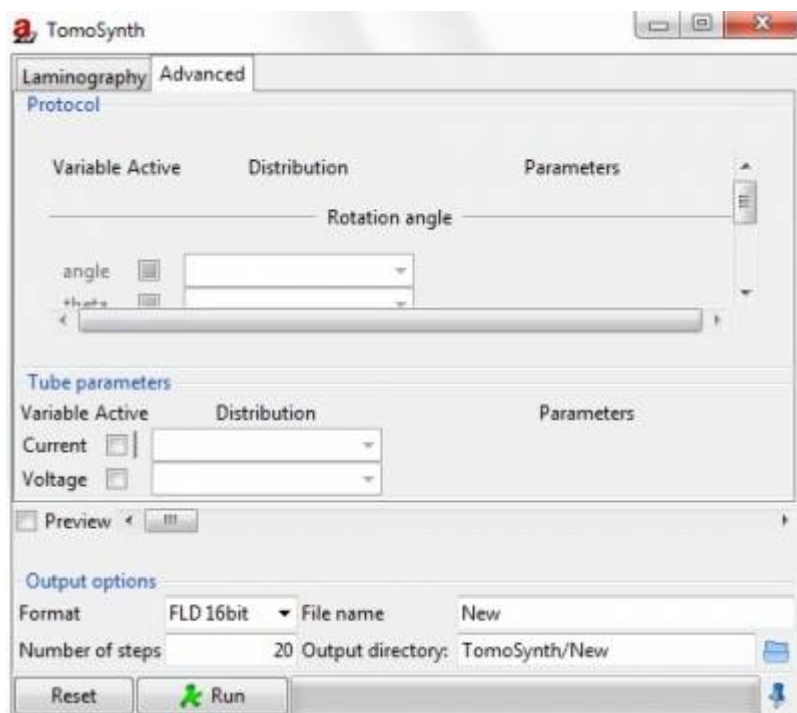 TomoSynth
Laminography Advanced
Protocol
Variable Active Distribution Parameters
Rotation angle
angle
theta
Tube parameters
Variable Active Distribution Parameters
Current
Voltage
Preview
Output options
Format FLD 16bit File name New
Number of steps 20 Output directory: TomoSynth/New
Reset Run